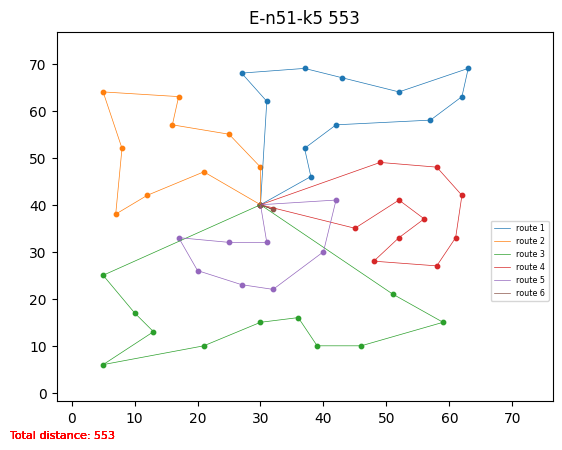 E-n51-k5 553
70
60
50
40
30
20
10
0
0 10 20 30 40 50 60 70
route 1
route 2
route 3
route 4
route 5
route 6
Total distance: 553